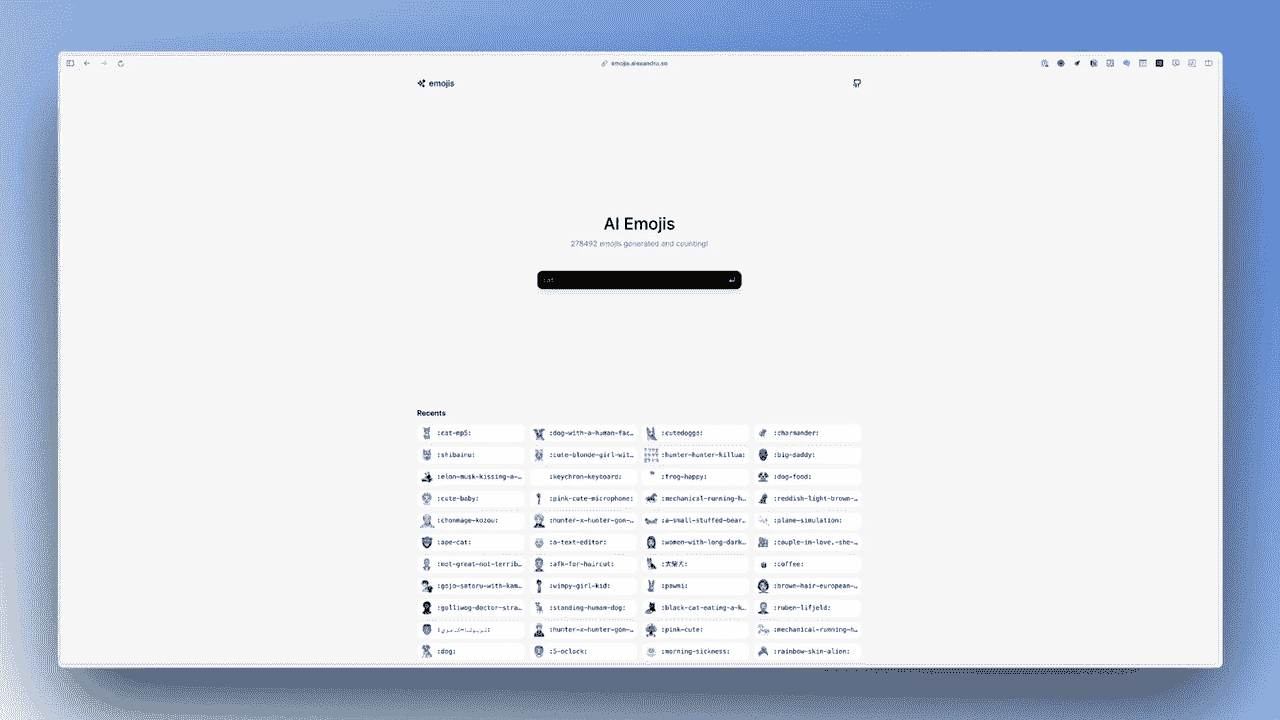 emojis.alexandru.so
emojis
AI Emojis
278492 emojis generated and counting!
cat
Recents
:cat-mp5: :dog-with-a-human-fac… :cutedoggo: :charmander:
:shibairu: :cute-blonde-girl-wit… :hunter-hunter-killua: :big-daddy:
:elon-musk-kissing-a-… :keychron-keyboard: :frog-happy: :dog-food:
:cute-baby: :pink-cute-microphone: :mechanical-running-h… :reddish-light-brown-…
:chonmage-kozou: :hunter-x-hunter-gon-… :a-small-stuffed-bear… :plane-simulation:
:ape-cat: :a-text-editor: :women-with-long-dark… :couple-in-love,-she-…
:not-great-not-terrib… :afk-for-haircut: :coffee:
:gojo-satoru-with-kam… :wimpy-girl-kid: :pawmi: :brown-hair-european-…
:golliwog-doctor-stra… :standing-human-dog: :black-cat-eating-a-k… :ruben-lifjeld:
:hunter-x-hunter-gon-… :pink-cute: :mechanical-running-h…
:dog: :5-oclock: :morning-sickness: :rainbow-skin-alien: